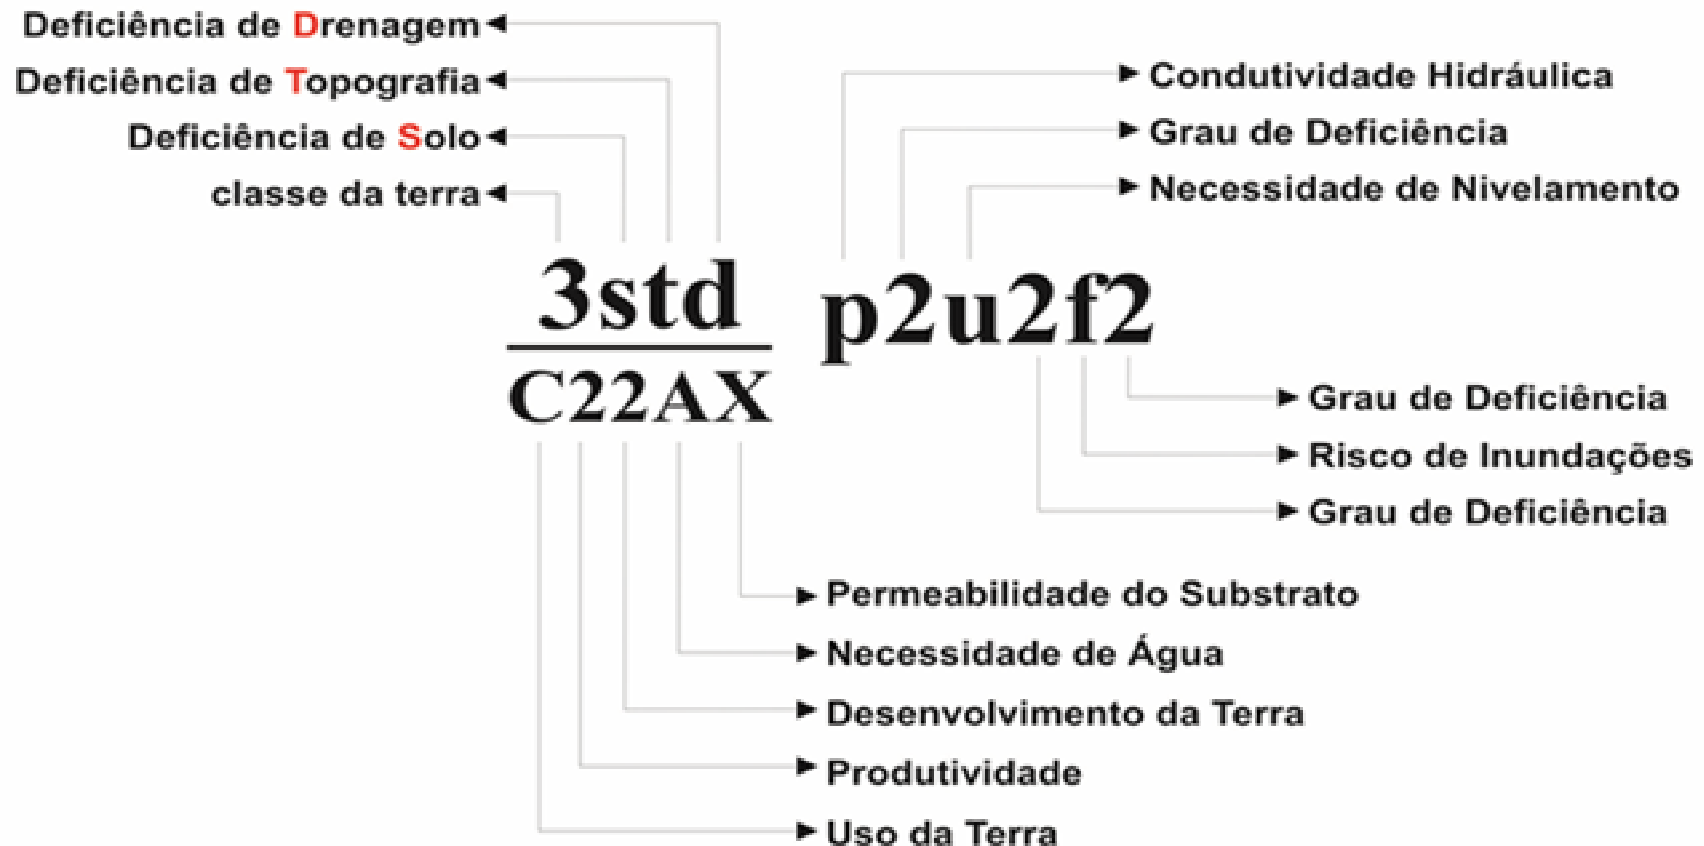 Deficiência de Drenagem
Deficiência de Topografia
Deficiência de Solo
classe da terra
Condutividade Hidráulica
Grau de Deficiência
Necessidade de Nivelamento
3std
p2u2f2
C22AX
Grau de Deficiência
Risco de Inundações
Grau de Deficiência
Permeabilidade do Substrato
Necessidade de Água
Desenvolvimento da Terra
Produtividade
Uso da Terra